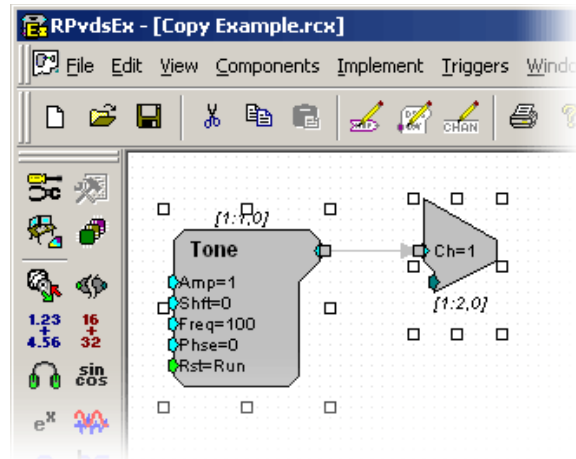 RPvdsEx - [Copy Example.rcx]
File Edit View Components Implement Triggers
CHAN
[1:1,0]
Tone
Ch=1
Amp=1
Shft=0
[1:2,0]
Freq=100
1.23 + 4.56
16 + 32
Phse=0
Rst=Run
sin cos
eˣ